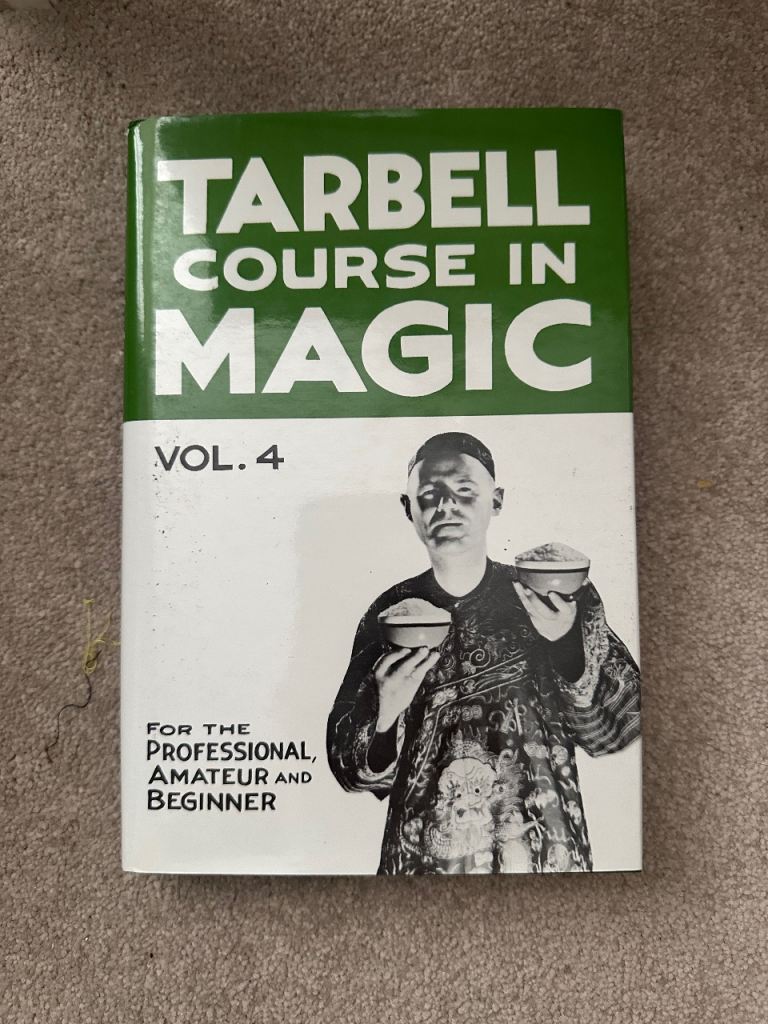 TARBELL
COURSE IN
MAGIC
VOL. 4
FOR THE
PROFESSIONAL,
AMATEUR AND
BEGINNER